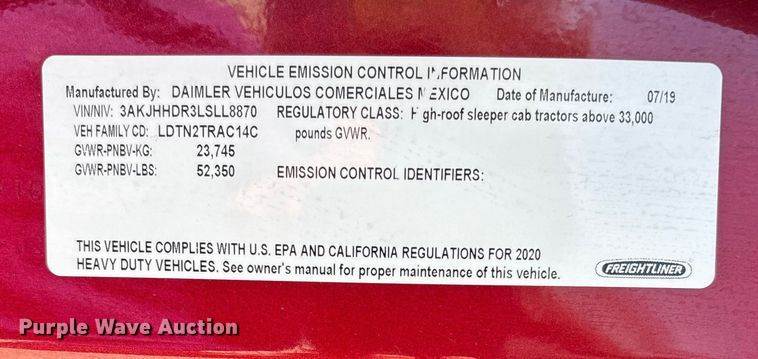 VEHICLE EMISSION CONTROL INFORMATION
Manufactured By: DAIMLER VEHICULOS COMERCIALES MEXICO Date of Manufacture: 07/19
VIN/NIV: 3AKJHHDR3LSLL8870 REGULATORY CLASS: High-roof sleeper cab tractors above 33,000
VEH FAMILY CD: LDTN2TRAC14C pounds GVWR.
GVWR-PNBV-KG: 23,745
GVWR-PNBV-LBS: 52,350 EMISSION CONTROL IDENTIFIERS:
THIS VEHICLE COMPLIES WITH U.S. EPA AND CALIFORNIA REGULATIONS FOR 2020
HEAVY DUTY VEHICLES. See owner's manual for proper maintenance of this vehicle.
FREIGHTLINER
Purple Wave Auction